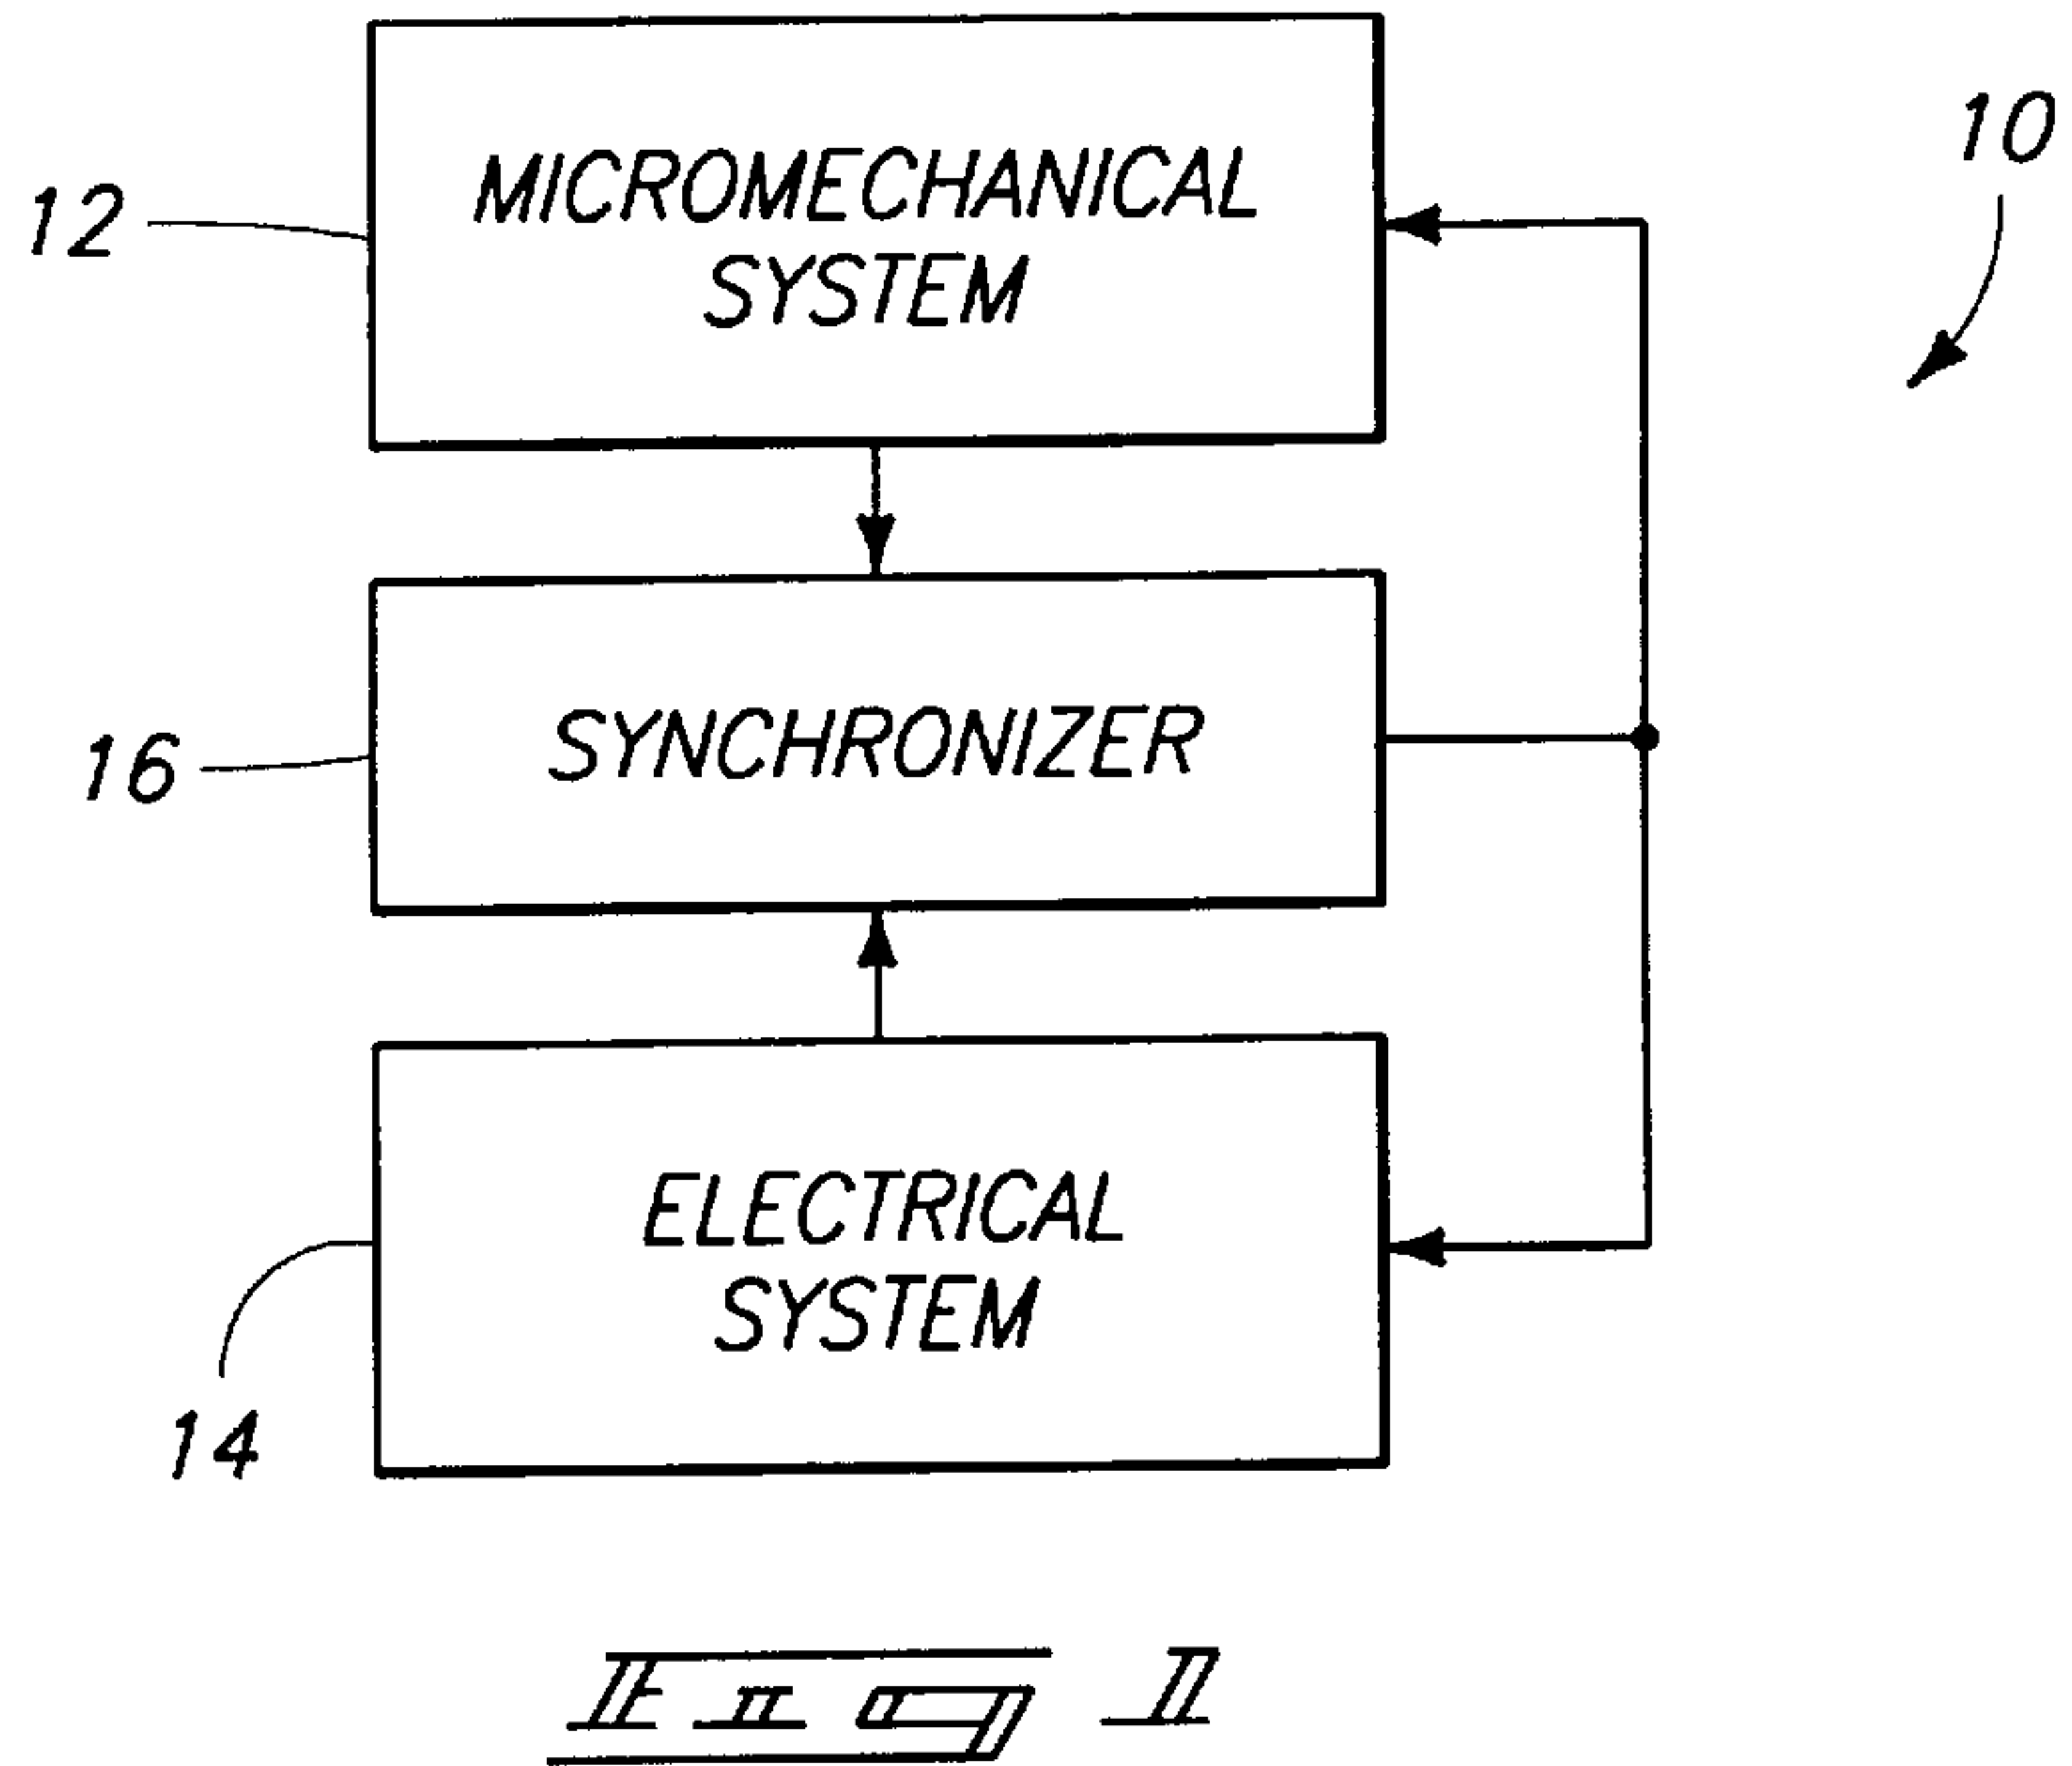 10
12
MICROMECHANICAL
SYSTEM
16
SYNCHRONIZER
ELECTRICAL
SYSTEM
14
Fig 1